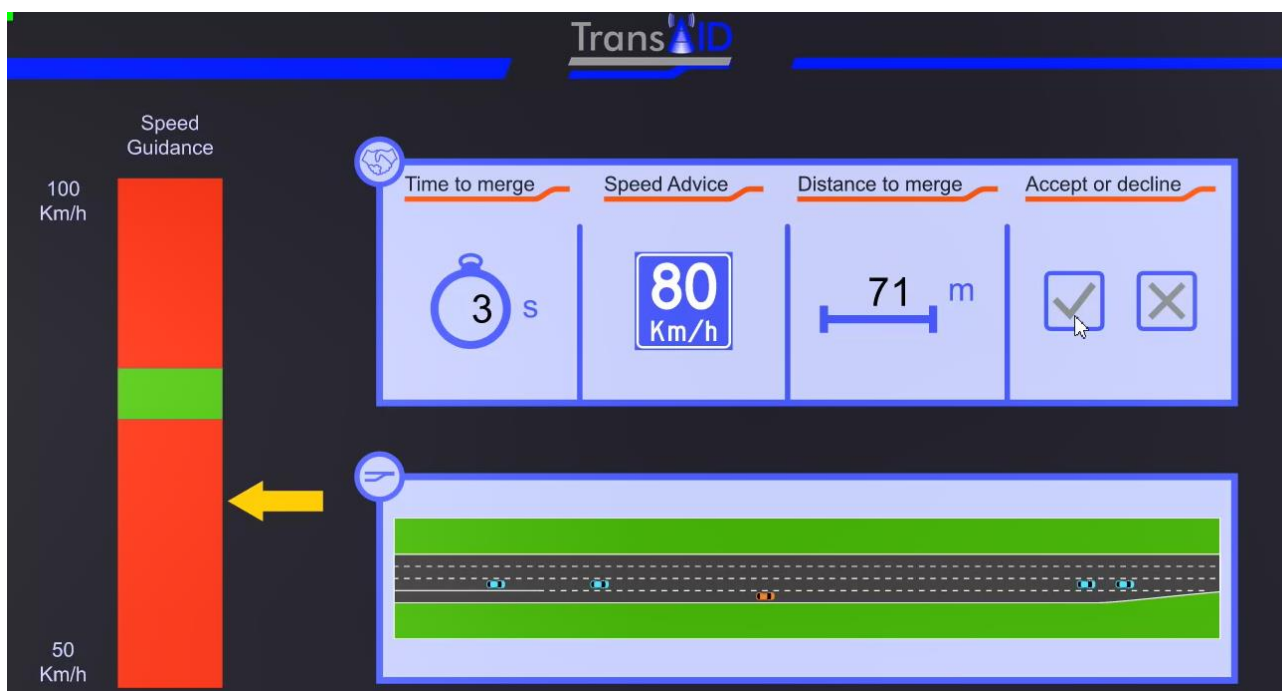 TransAID
Speed
Guidance
100
Km/h
50
Km/h
Time to merge
Speed Advice
Distance to merge
Accept or decline
3 s
80
Km/h
71 m